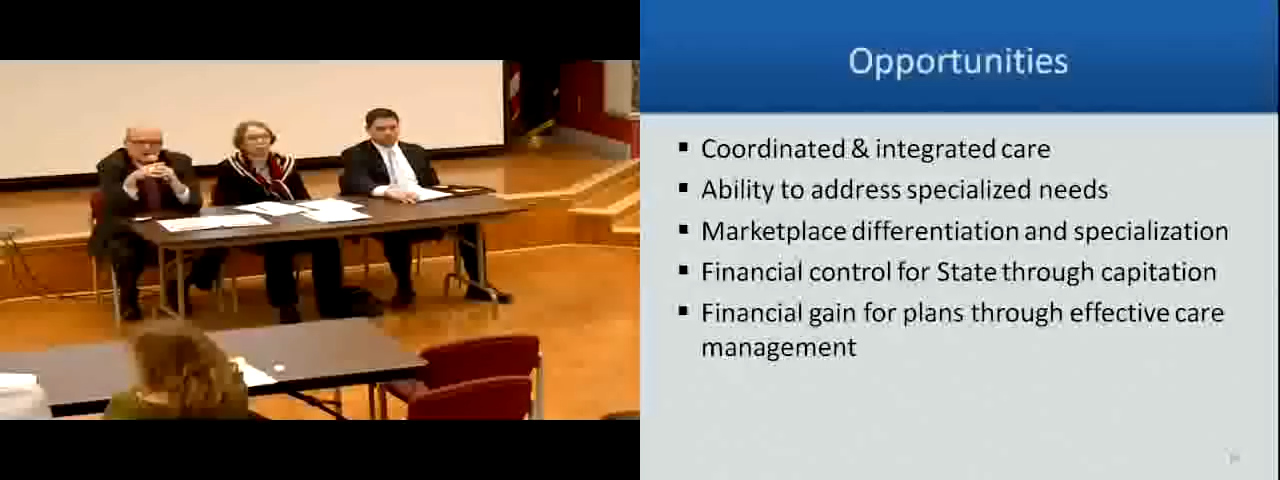 Opportunities
▪ Coordinated & integrated care
▪ Ability to address specialized needs
▪ Marketplace differentiation and specialization
▪ Financial control for State through capitation
▪ Financial gain for plans through effective care
management